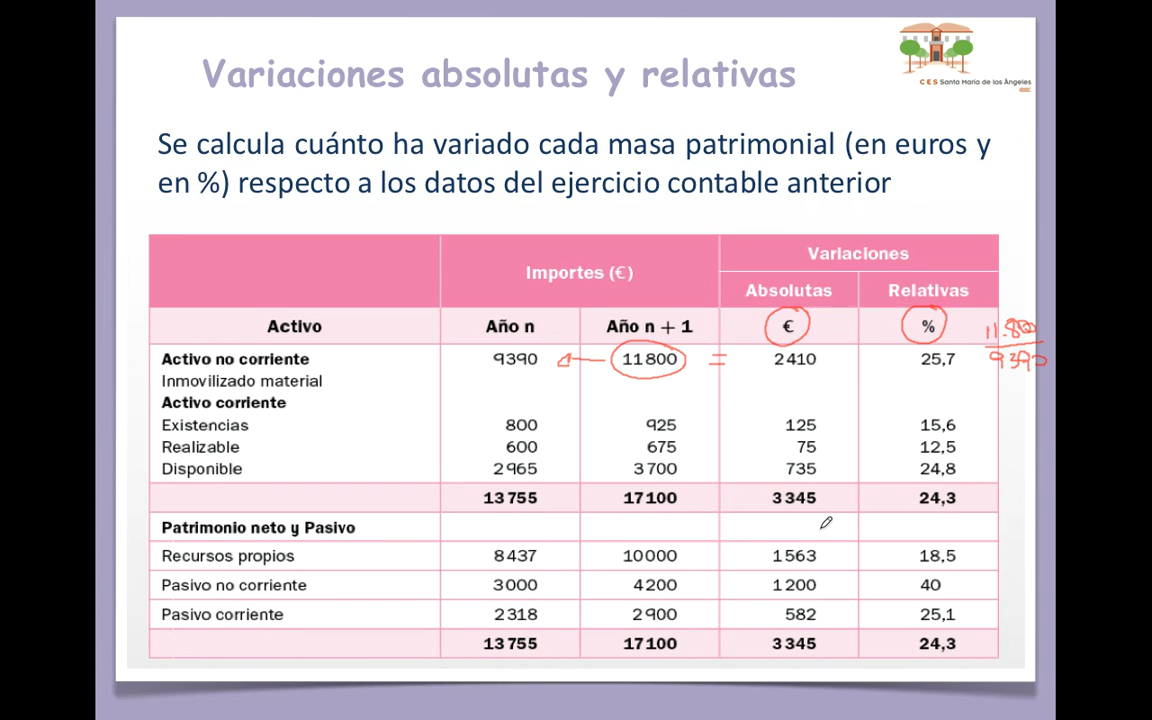 CES Santa María de los Ángeles
Variaciones absolutas y relativas
Se calcula cuánto ha variado cada masa patrimonial (en euros y
en %) respecto a los datos del ejercicio contable anterior
Importes (€) Variaciones
Absolutas Relativas
Activo Año n Año n + 1 € %
11.800
Activo no corriente 9390 11800 = 2410 25,7 9390
Inmovilizado material
Activo corriente
Existencias 800 925 125 15,6
Realizable 600 675 75 12,5
Disponible 2965 3700 735 24,8
13755 17100 3345 24,3
Patrimonio neto y Pasivo
Recursos propios 8437 10000 1563 18,5
Pasivo no corriente 3000 4200 1200 40
Pasivo corriente 2318 2900 582 25,1
13755 17100 3345 24,3